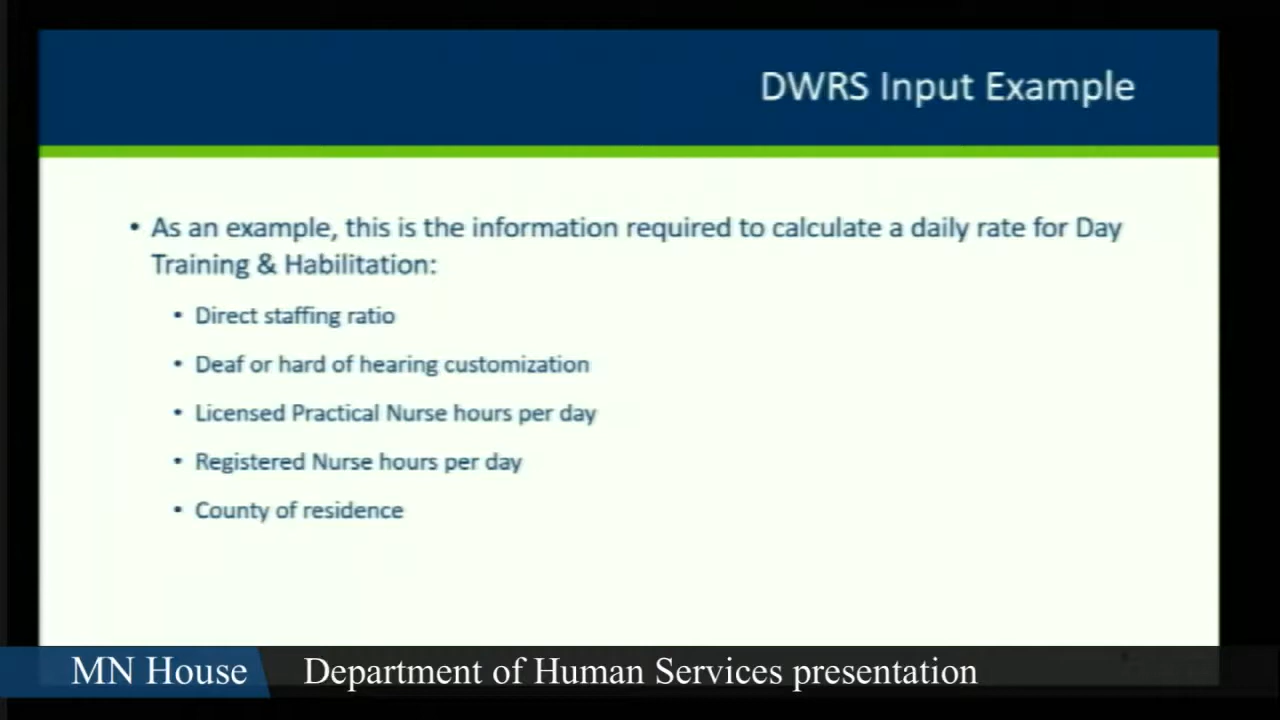 DWRS Input Example
• As an example, this is the information required to calculate a daily rate for Day
Training & Habilitation:
• Direct staffing ratio
• Deaf or hard of hearing customization
• Licensed Practical Nurse hours per day
• Registered Nurse hours per day
• County of residence
MN House
Department of Human Services presentation